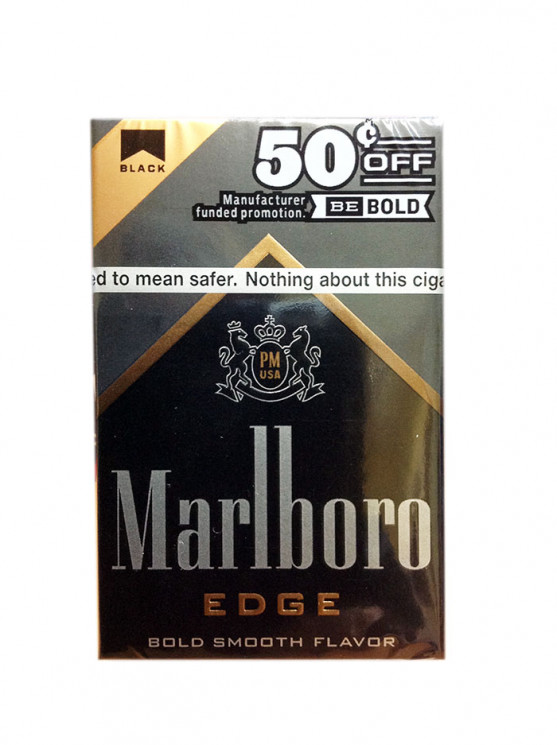 50¢ OFF
BLACK
Manufacturer
funded promotion.
BE BOLD
ed to mean safer. Nothing about this ciga
PM
USA
Marlboro
EDGE
BOLD SMOOTH FLAVOR